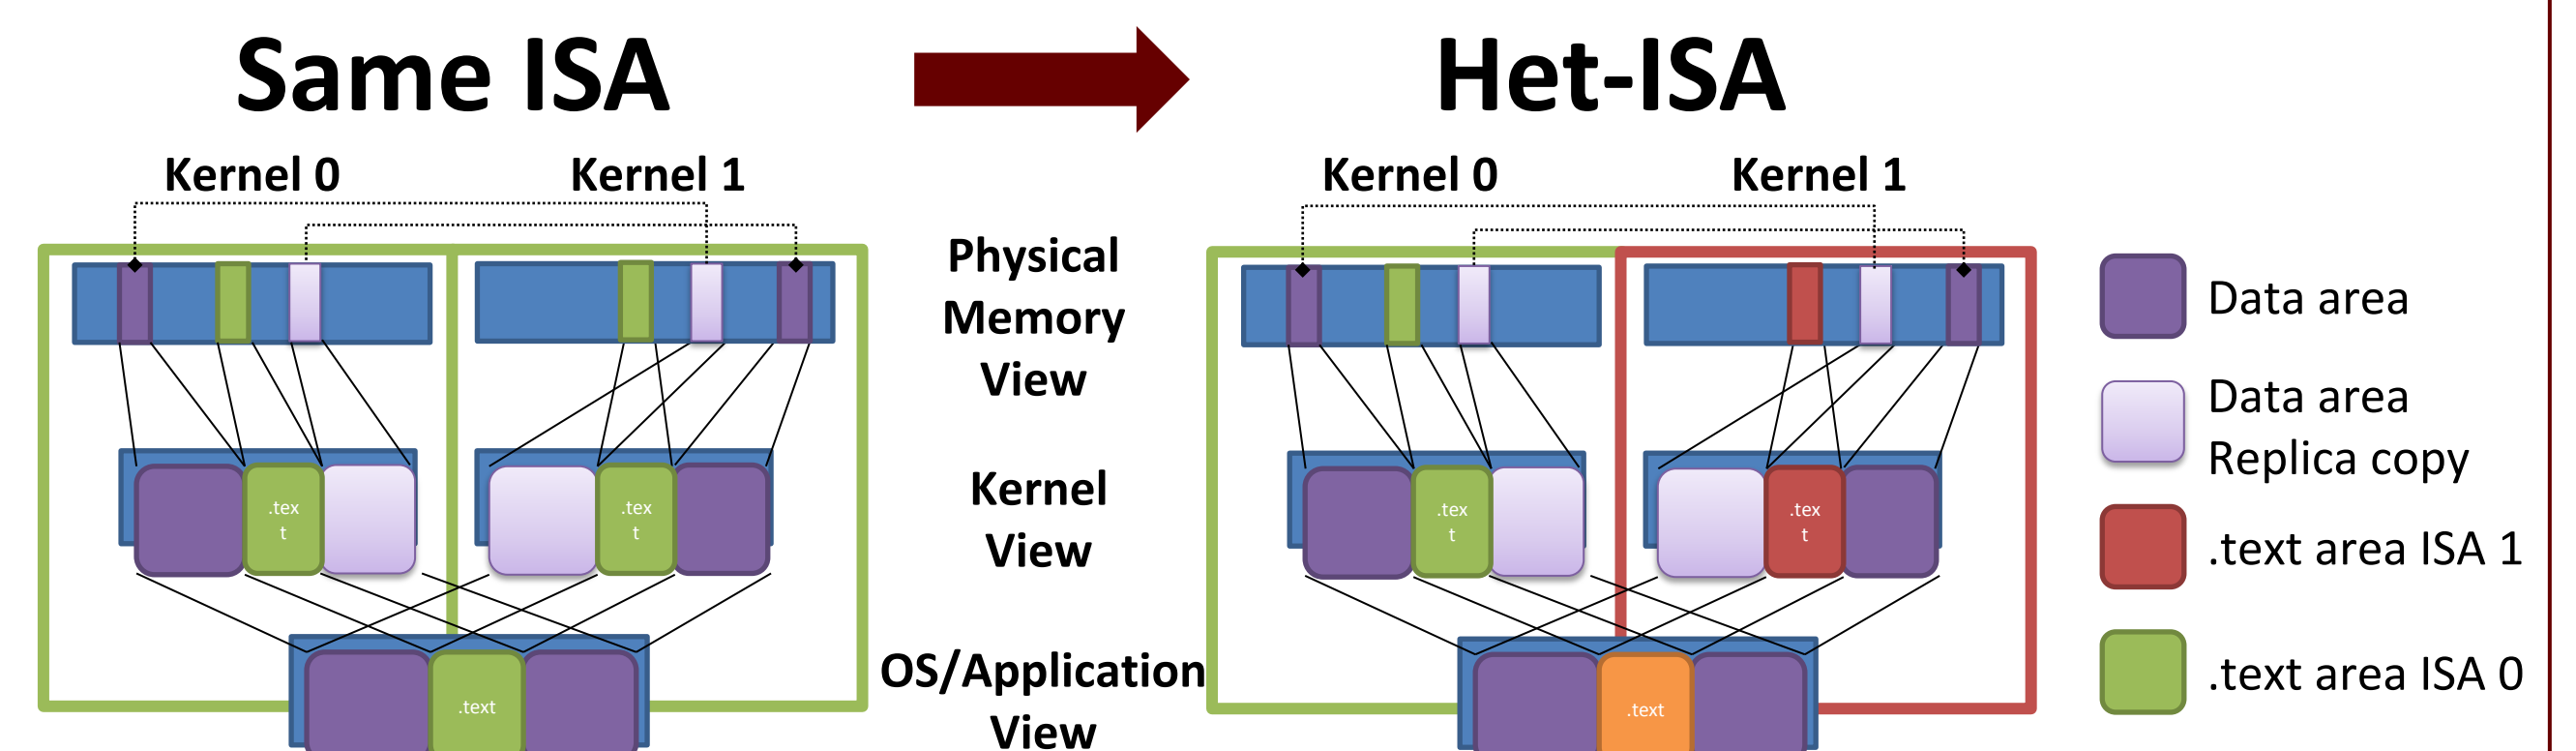 Same ISA
Het-ISA
Kernel 0
Kernel 1
Kernel 0
Kernel 1
Physical
Memory
View
Kernel
View
OS/Application
View
.tex
t
.tex
t
.text
.tex
t
.tex
t
.text
Data area
Data area
Replica copy
.text area ISA 1
.text area ISA 0